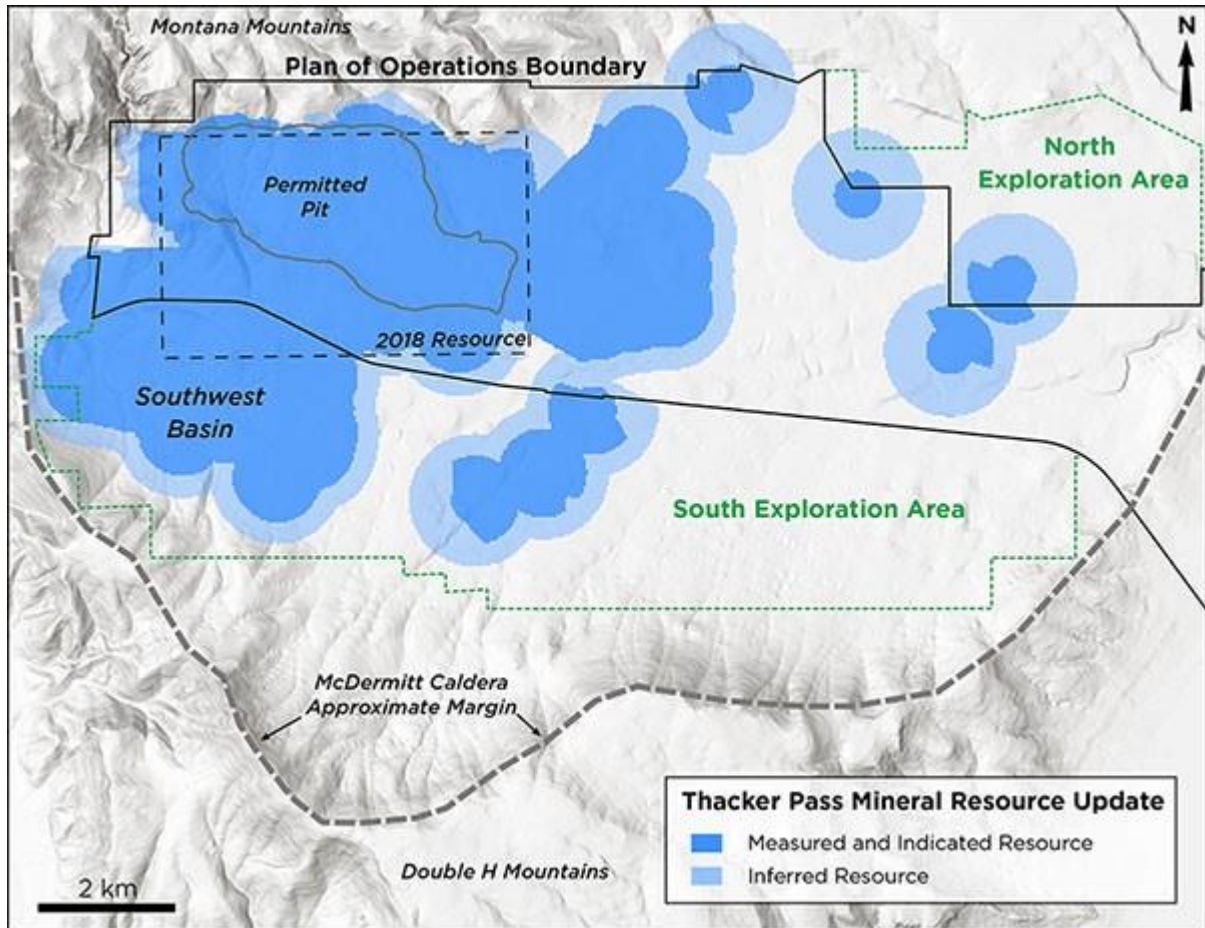 Montana Mountains
Plan of Operations Boundary
N
North
Exploration Area
Permitted
Pit
2018 Resource
Southwest
Basin
South Exploration Area
McDermitt Caldera
Approximate Margin
Double H Mountains
2 km
Thacker Pass Mineral Resource Update
Measured and Indicated Resource
Inferred Resource